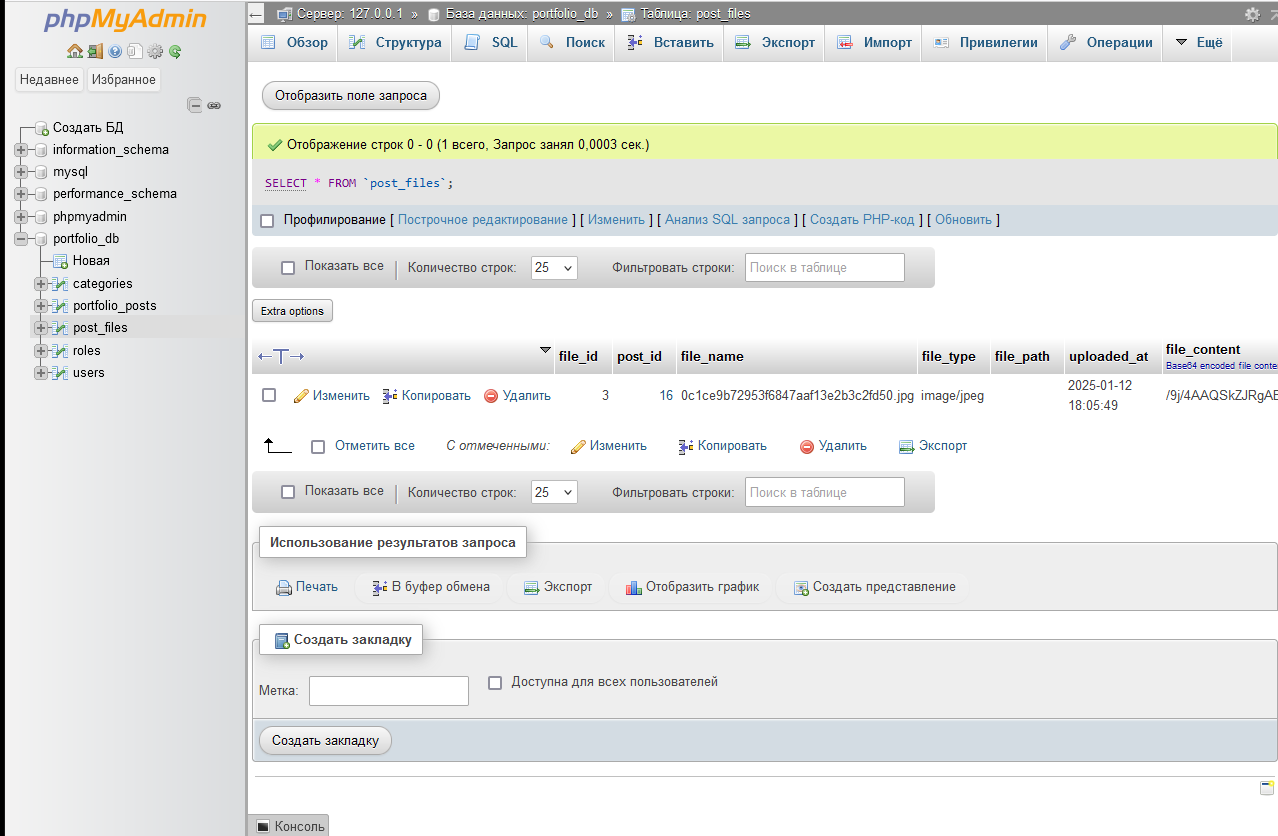 phpMyAdmin
Недавнее Избранное
Создать БД
information_schema
mysql
performance_schema
phpmyadmin
portfolio_db
Новая
categories
portfolio_posts
post_files
roles
users
← Сервер: 127.0.0.1 » База данных: portfolio_db » Таблица: post_files
Обзор Структура SQL Поиск Вставить Экспорт Импорт Привилегии Операции Ещё
Отобразить поле запроса
Отображение строк 0 - 0 (1 всего, Запрос занял 0,0003 сек.)
SELECT * FROM `post_files`;
Профилирование [ Построчное редактирование ] [ Изменить ] [ Анализ SQL запроса ] [ Создать PHP-код ] [ Обновить ]
Показать все | Количество строк: 25 Фильтровать строки: Поиск в таблице
Extra options
←T→ file_id post_id file_name file_type file_path uploaded_at file_content
Base64 encoded file conte
Изменить Копировать Удалить 3 16 0c1ce9b72953f6847aaf13e2b3c2fd50.jpg image/jpeg 2025-01-12 18:05:49 /9j/4AAQSkZJRgAB
Отметить все С отмеченными: Изменить Копировать Удалить Экспорт
Показать все | Количество строк: 25 Фильтровать строки: Поиск в таблице
Использование результатов запроса
Печать В буфер обмена Экспорт Отобразить график Создать представление
Создать закладку
Метка: Доступна для всех пользователей
Создать закладку
Консоль